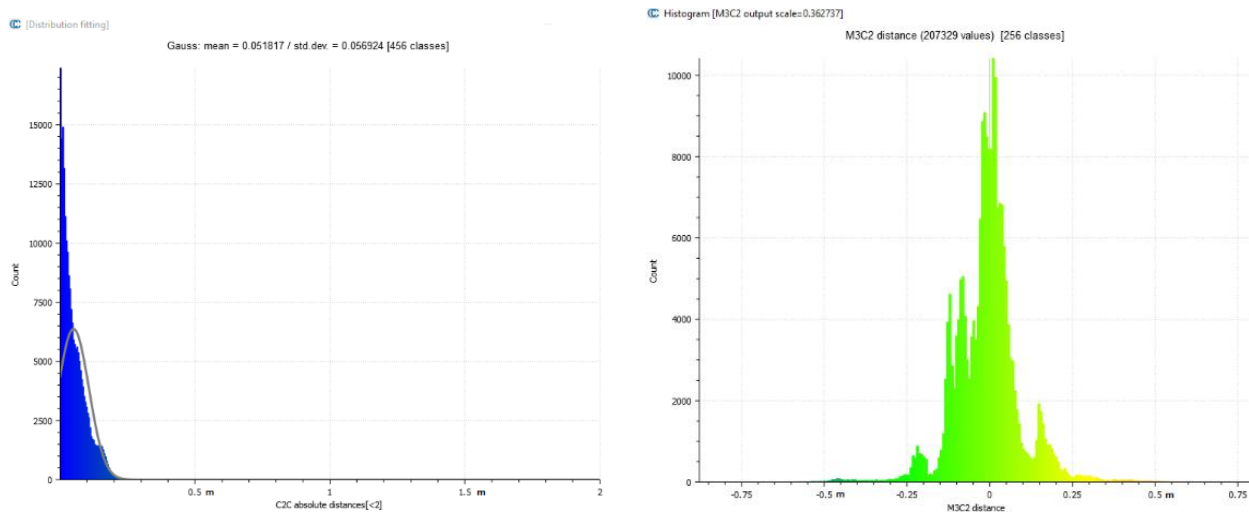 [Distribution fitting]
Gauss: mean = 0.051817 / std.dev. = 0.056924 [456 classes]
15000
12500
10000
7500
5000
2500
0
Count
0.5 m
1
1.5 m
2
C2C absolute distances[<2]
Histogram [M3C2 output scale=0.362737]
M3C2 distance (207329 values) [256 classes]
10000
8000
6000
4000
2000
0
Count
-0.75
-0.5 m
-0.25
0
0.25
0.5 m
0.75
M3C2 distance